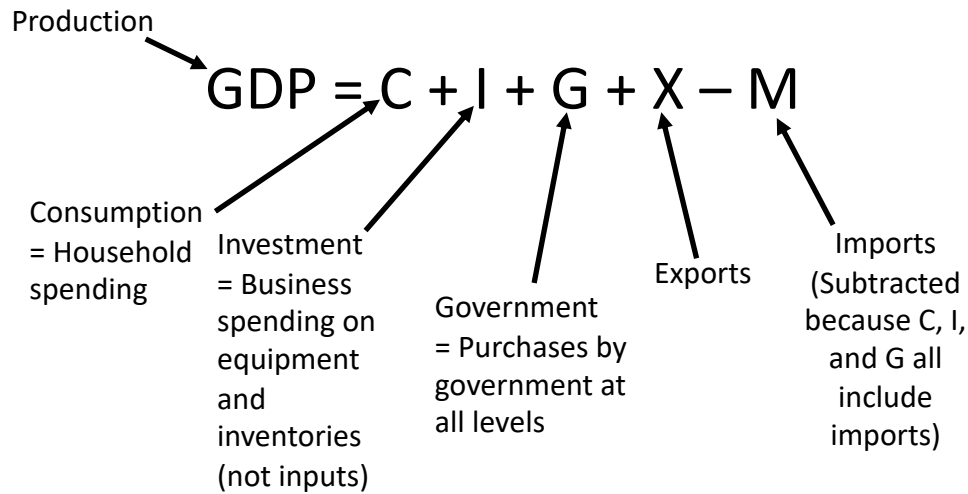 Production
GDP = C + I + G + X – M
Consumption
= Household
spending
Investment
= Business
spending on
equipment
and
inventories
(not inputs)
Government
= Purchases by
government at
all levels
Exports
Imports
(Subtracted
because C, I,
and G all
include
imports)